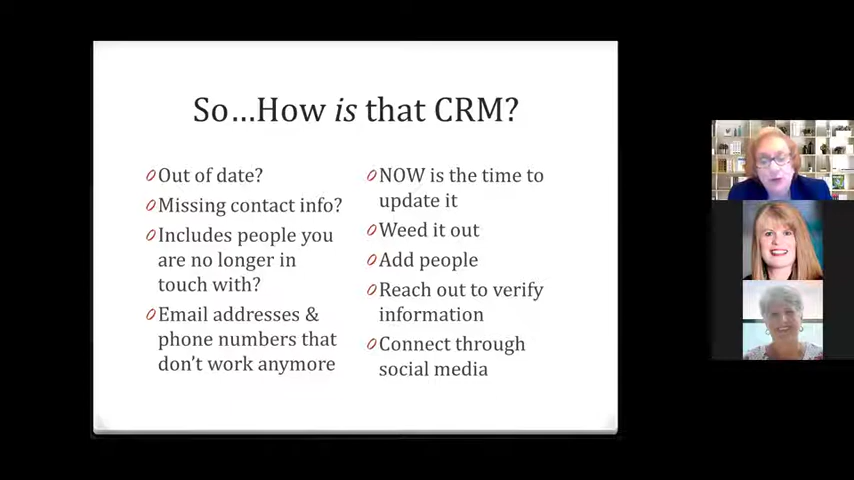 So…How is that CRM?
Out of date?
Missing contact info?
Includes people you
are no longer in
touch with?
Email addresses &
phone numbers that
don't work anymore
NOW is the time to
update it
Weed it out
Add people
Reach out to verify
information
Connect through
social media